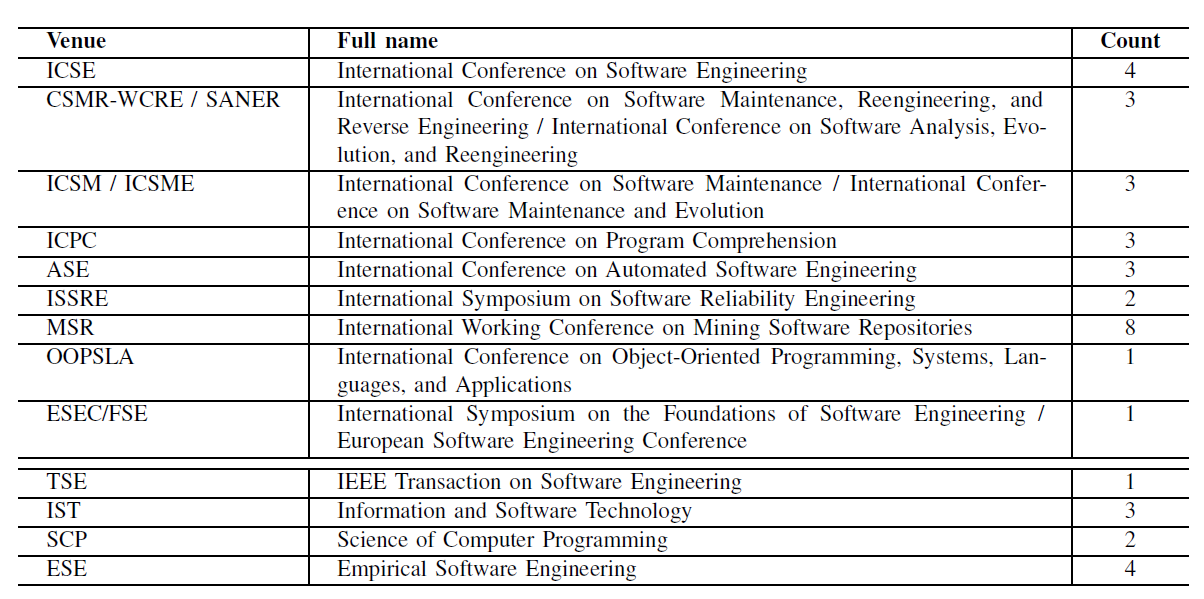 Venue Full name Count
ICSE International Conference on Software Engineering 4
CSMR-WCRE / SANER International Conference on Software Maintenance, Reengineering, and 3
Reverse Engineering / International Conference on Software Analysis, Evo-
lution, and Reengineering
ICSM / ICSME International Conference on Software Maintenance / International Confer- 3
ence on Software Maintenance and Evolution
ICPC International Conference on Program Comprehension 3
ASE International Conference on Automated Software Engineering 3
ISSRE International Symposium on Software Reliability Engineering 2
MSR International Working Conference on Mining Software Repositories 8
OOPSLA International Conference on Object-Oriented Programming, Systems, Lan- 1
guages, and Applications
ESEC/FSE International Symposium on the Foundations of Software Engineering / 1
European Software Engineering Conference
TSE IEEE Transaction on Software Engineering 1
IST Information and Software Technology 3
SCP Science of Computer Programming 2
ESE Empirical Software Engineering 4